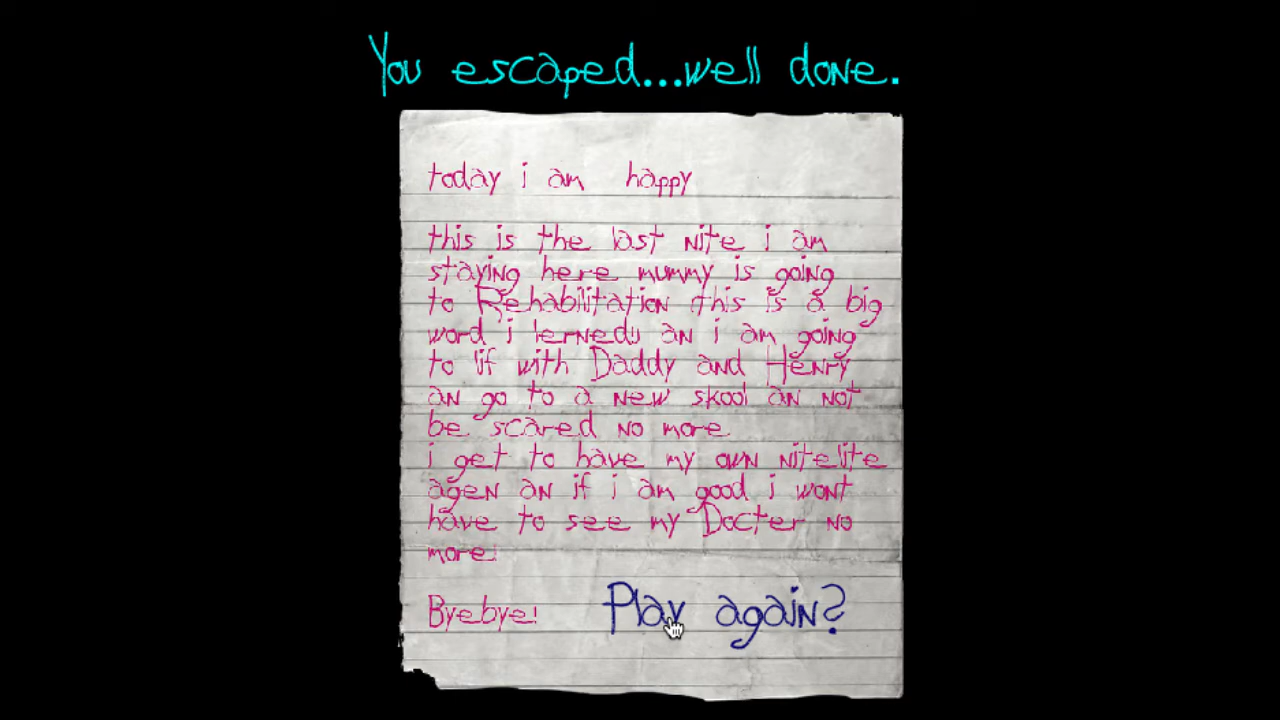 You escaped...well done.
today i am happy
this is the last nite i am
staying here mummy is going
to Rehabilitation (this is a big
word i lerned) an i am going
to lif with Daddy and Henry
an go to a new skool an not
be scared no more
i get to have my own nitelite
agen an if i am good i wont
have to see my Docter no
more!
Byebye!
Play again?